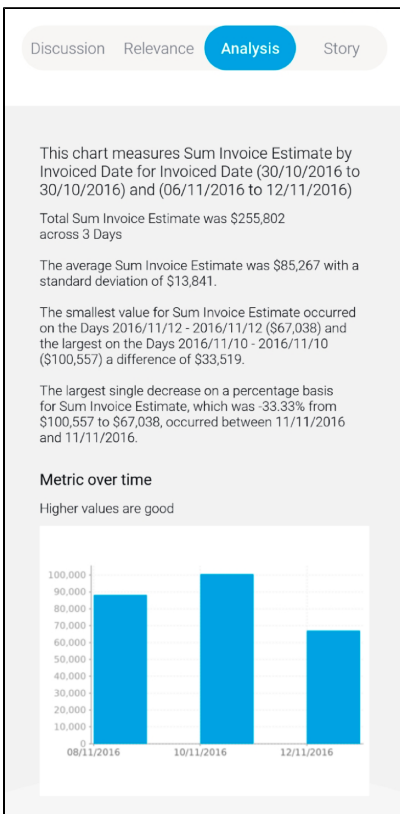 Discussion Relevance Analysis Story
This chart measures Sum Invoice Estimate by
Invoiced Date for Invoiced Date (30/10/2016 to
30/10/2016) and (06/11/2016 to 12/11/2016)
Total Sum Invoice Estimate was $255,802
across 3 Days
The average Sum Invoice Estimate was $85,267 with a
standard deviation of $13,841.
The smallest value for Sum Invoice Estimate occurred
on the Days 2016/11/12 - 2016/11/12 ($67,038) and
the largest on the Days 2016/11/10 - 2016/11/10
($100,557) a difference of $33,519.
The largest single decrease on a percentage basis
for Sum Invoice Estimate, which was -33.33% from
$100,557 to $67,038, occurred between 11/11/2016
and 11/11/2016.
Metric over time
Higher values are good
100,000
90,000
80,000
70,000
60,000
50,000
40,000
30,000
20,000
10,000
0
08/11/2016 10/11/2016 12/11/2016